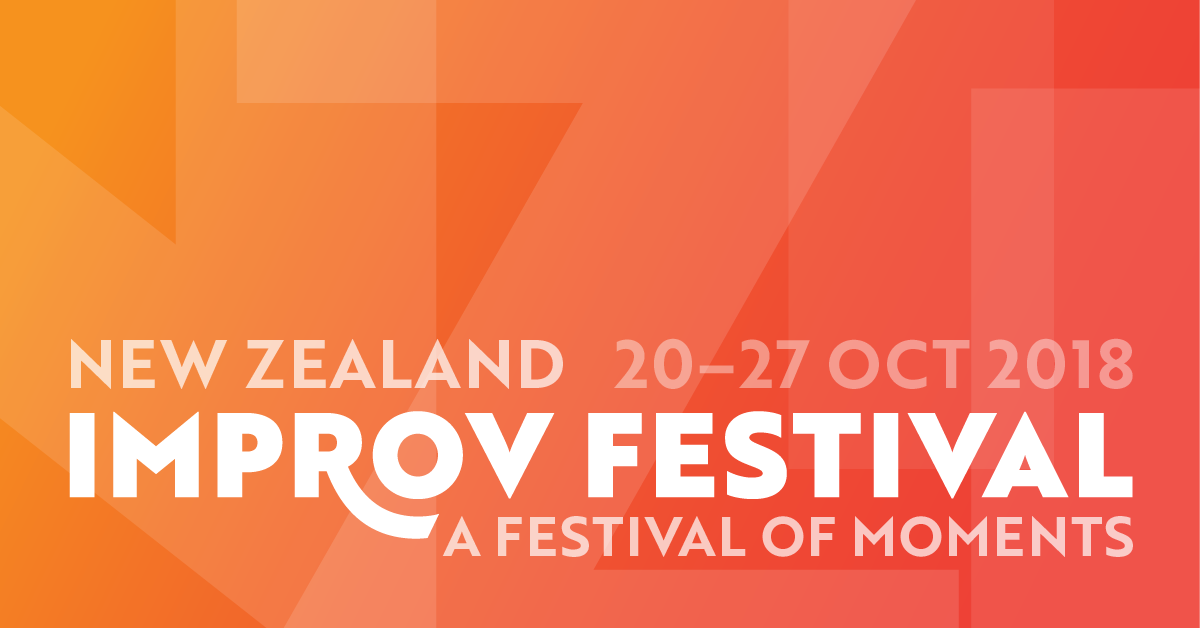 NEW ZEALAND 20–27 OCT 2018
IMPROV FESTIVAL
A FESTIVAL OF MOMENTS